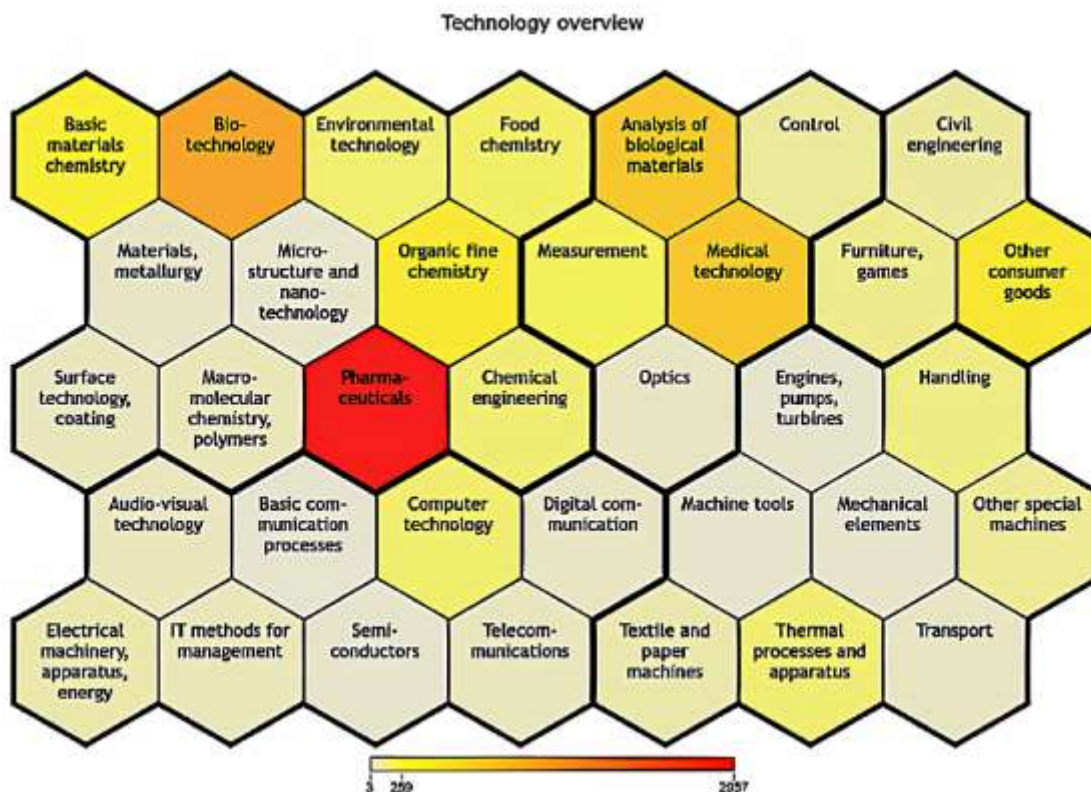 Technology overview
Basic
materials
chemistry
Bio-
technology
Environmental
technology
Food
chemistry
Analysis of
biological
materials
Control
Civil
engineering
Materials,
metallurgy
Micro-
structure and
nano-
technology
Organic fine
chemistry
Measurement
Medical
technology
Furniture,
games
Other
consumer
goods
Surface
technology,
coating
Macro-
molecular
chemistry,
polymers
Pharma-
ceuticals
Chemical
engineering
Optics
Engines,
pumps,
turbines
Handling
Audio-visual
technology
Basic com-
munication
processes
Computer
technology
Digital com-
munication
Machine tools
Mechanical
elements
Other special
machines
Electrical
machinery,
apparatus,
energy
IT methods for
management
Semi-
conductors
Telecom-
munications
Textile and
paper
machines
Thermal
processes and
apparatus
Transport
3 259 2957